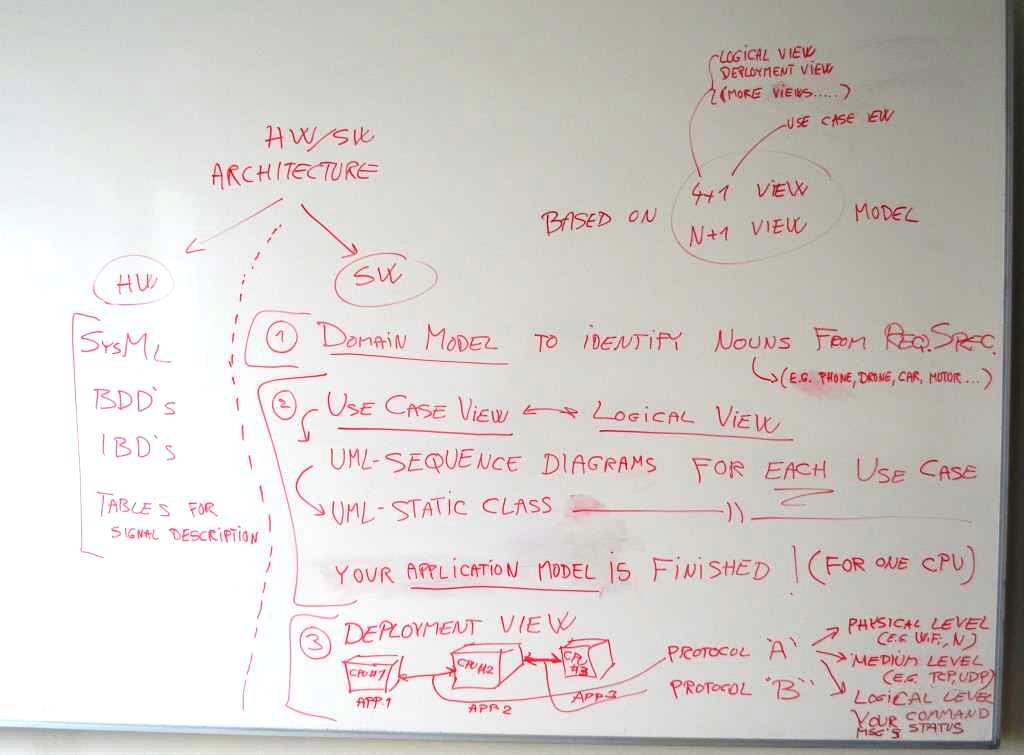 LOGICAL VIEW
DEPLOYMENT VIEW
(MORE VIEWS.....)
USE CASE IEW
HW/SW
ARCHITECTURE
BASED ON 4+1 VIEW MODEL
N+1 VIEW
HW
SW
SysML
BDD's
IBD's
TABLES FOR
SIGNAL DESCRIPTION
1 DOMAIN MODEL TO IDENTIFY NOUNS FROM REQ.SPEC.
(E.G. PHONE, DRONE, CAR, MOTOR...)
2 USE CASE VIEW LOGICAL VIEW
UML-SEQUENCE DIAGRAMS FOR EACH USE CASE
UML-STATIC CLASS ——— )) ———
YOUR APPLICATION MODEL IS FINISHED ! (FOR ONE CPU)
3 DEPLOYMENT VIEW
CPU#1 CPU#2 CPU #3
APP.1 APP.2 APP.3
PROTOCOL "A"
PROTOCOL "B"
PHYSICAL LEVEL
(E.G. WiFi, N.)
MEDIUM LEVEL
(E.G. TCP, UDP)
LOGICAL LEVEL
YOUR COMMAND
MSG'S STATUS